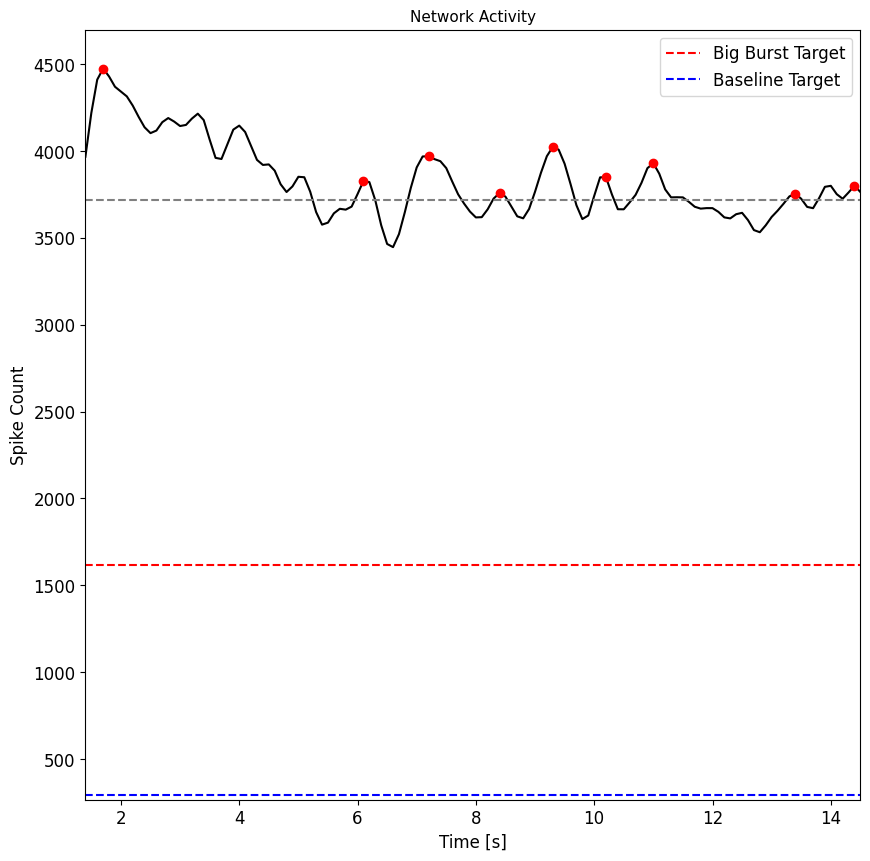 Network Activity
Big Burst Target
Baseline Target
Spike Count
4500
4000
3500
3000
2500
2000
1500
1000
500
2 4 6 8 10 12 14
Time [s]